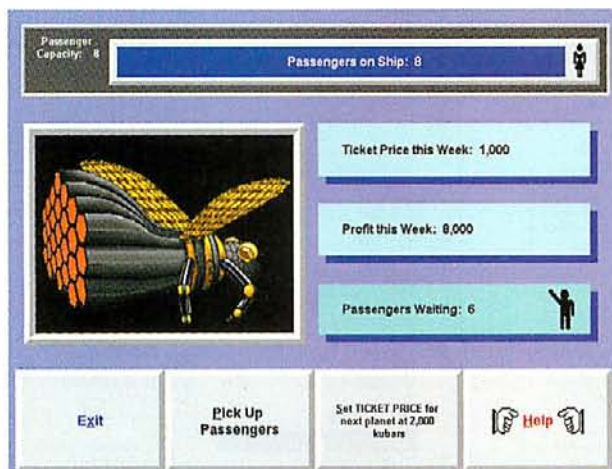 Passenger
Capacity: 8
Passengers on Ship: 8
Ticket Price this Week: 1,000
Profit this Week: 8,000
Passengers Waiting: 6
Exit
Pick Up
Passengers
Set TICKET PRICE for
next planet at 2,000
kubars
Help